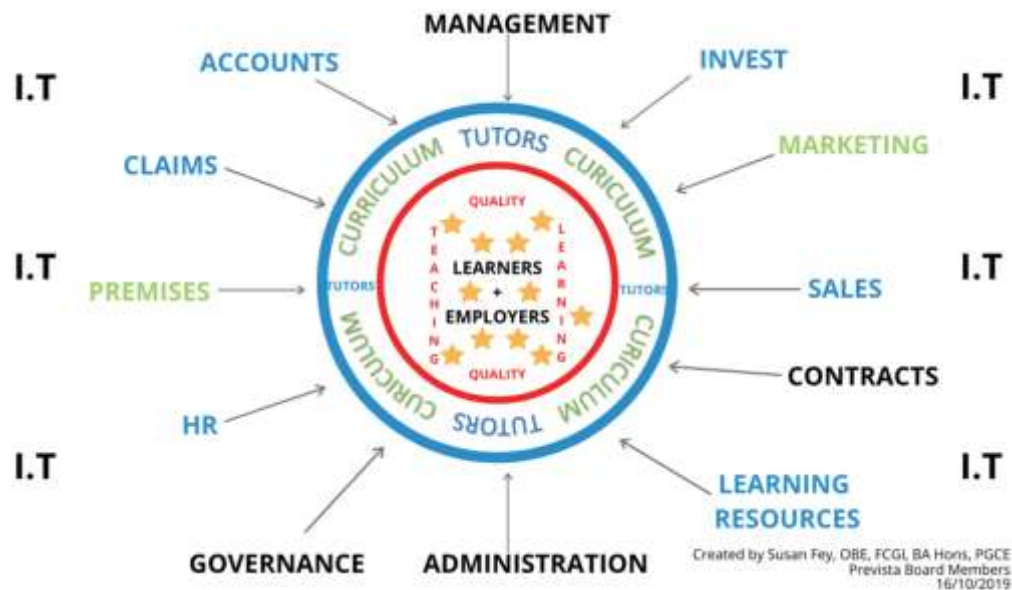 MANAGEMENT
ACCOUNTS
INVEST
I.T
I.T
MARKETING
CLAIMS
CURRICULUM
TUTORS
CURICULUM
QUALITY
TEACHING
LEARNING
LEARNERS
+
EMPLOYERS
QUALITY
I.T
I.T
PREMISES
TUTORS
TUTORS
SALES
CURICULUM
TUTORS
CURICULUM
CONTRACTS
HR
I.T
I.T
LEARNING
RESOURCES
GOVERNANCE
ADMINISTRATION
Created by Susan Fey, OBE, FCGI, BA Hons, PGCE
Prevista Board Members
16/10/2019